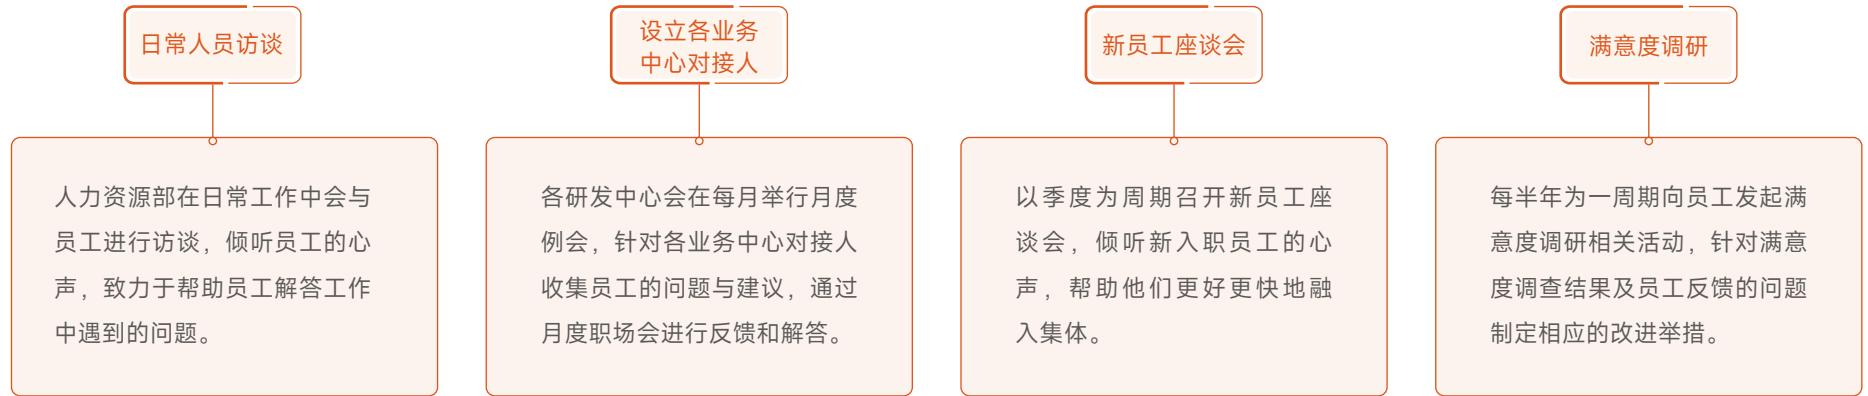 日常人员访谈
人力资源部在日常工作中会与
员工进行访谈，倾听员工的心
声，致力于帮助员工解答工作
中遇到的问题。
设立各业务
中心对接人
各研发中心会在每月举行月度
例会，针对各业务中心对接人
收集员工的问题与建议，通过
月度职场会进行反馈和解答。
新员工座谈会
以季度为周期召开新员工座
谈会，倾听新入职员工的心
声，帮助他们更好更快地融
入集体。
满意度调研
每半年为一周期向员工发起满
意度调研相关活动，针对满意
度调查结果及员工反馈的问题
制定相应的改进举措。